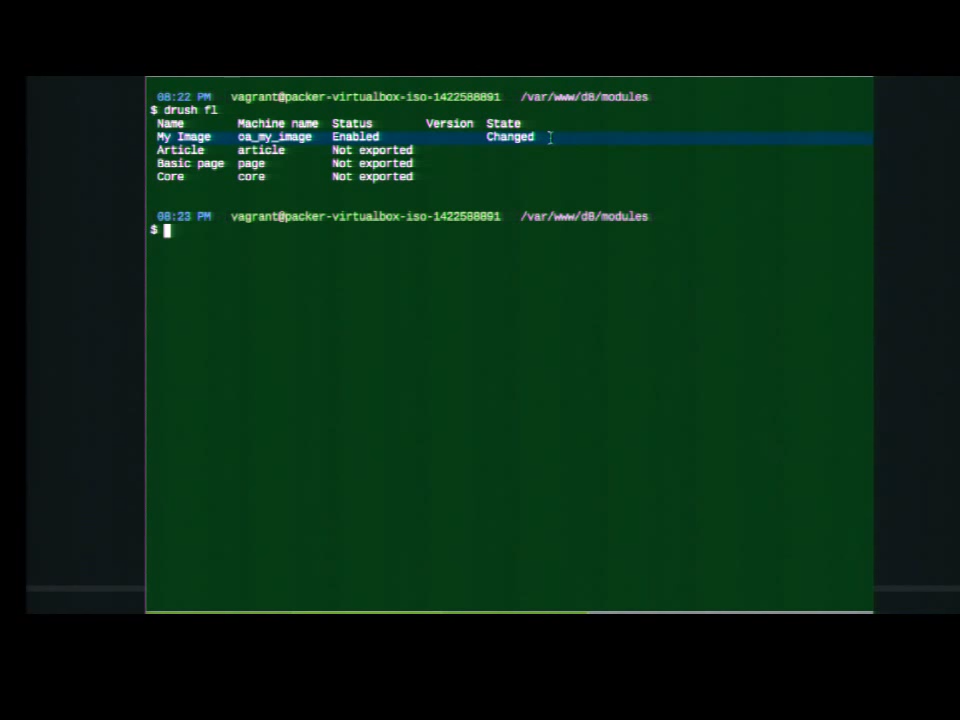 08:22 PM vagrant@packer-virtualbox-iso-1422588891 /var/www/d8/modules
$ drush fl
Name Machine name Status Version State
My Image oa_my_image Enabled Changed
Article article Not exported
Basic page page Not exported
Core core Not exported
08:23 PM vagrant@packer-virtualbox-iso-1422588891 /var/www/d8/modules
$